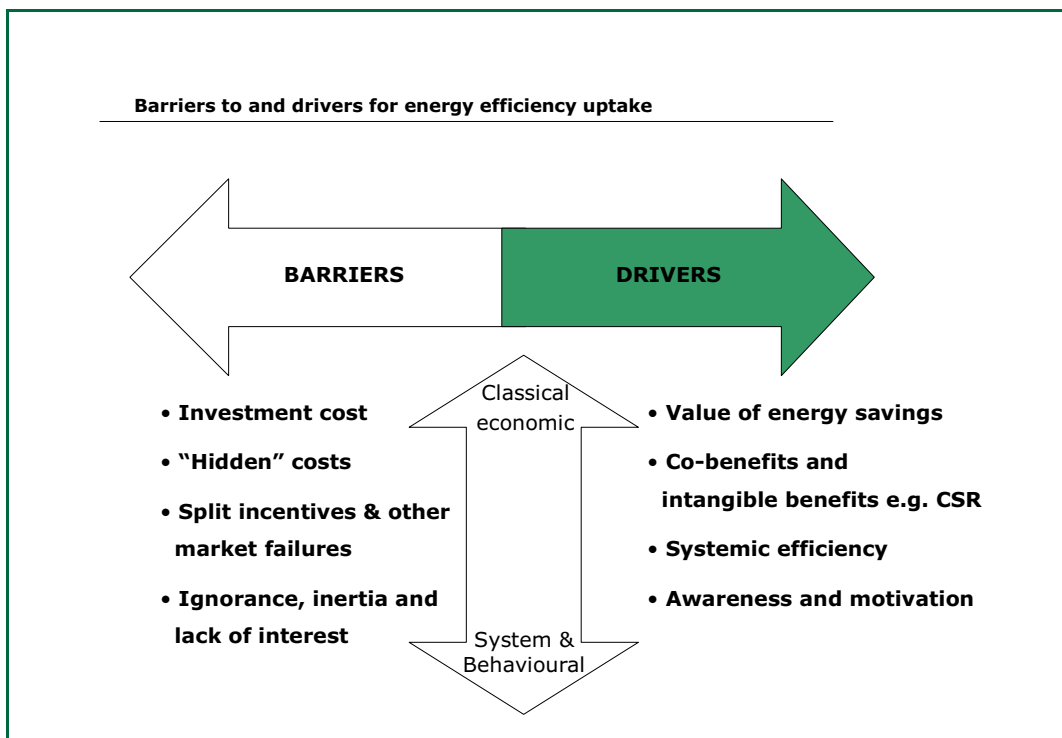 Barriers to and drivers for energy efficiency uptake
BARRIERS
DRIVERS
Classical
economic
• Investment cost
• “Hidden” costs
• Split incentives & other
market failures
• Ignorance, inertia and
lack of interest
• Value of energy savings
• Co-benefits and
intangible benefits e.g. CSR
• Systemic efficiency
• Awareness and motivation
System &
Behavioural